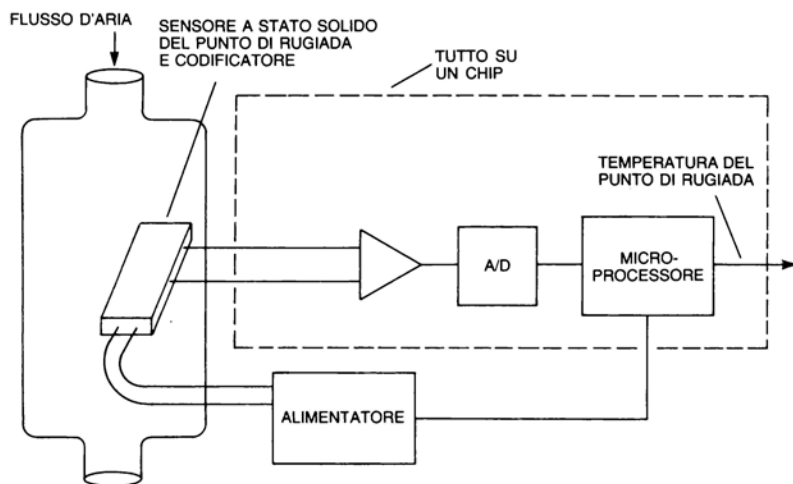 FLUSSO D'ARIA
SENSORE A STATO SOLIDO
DEL PUNTO DI RUGIADA
E CODIFICATORE
TUTTO SU
UN CHIP
TEMPERATURA DEL
PUNTO DI RUGIADA
A/D
MICRO-
PROCESSORE
ALIMENTATORE